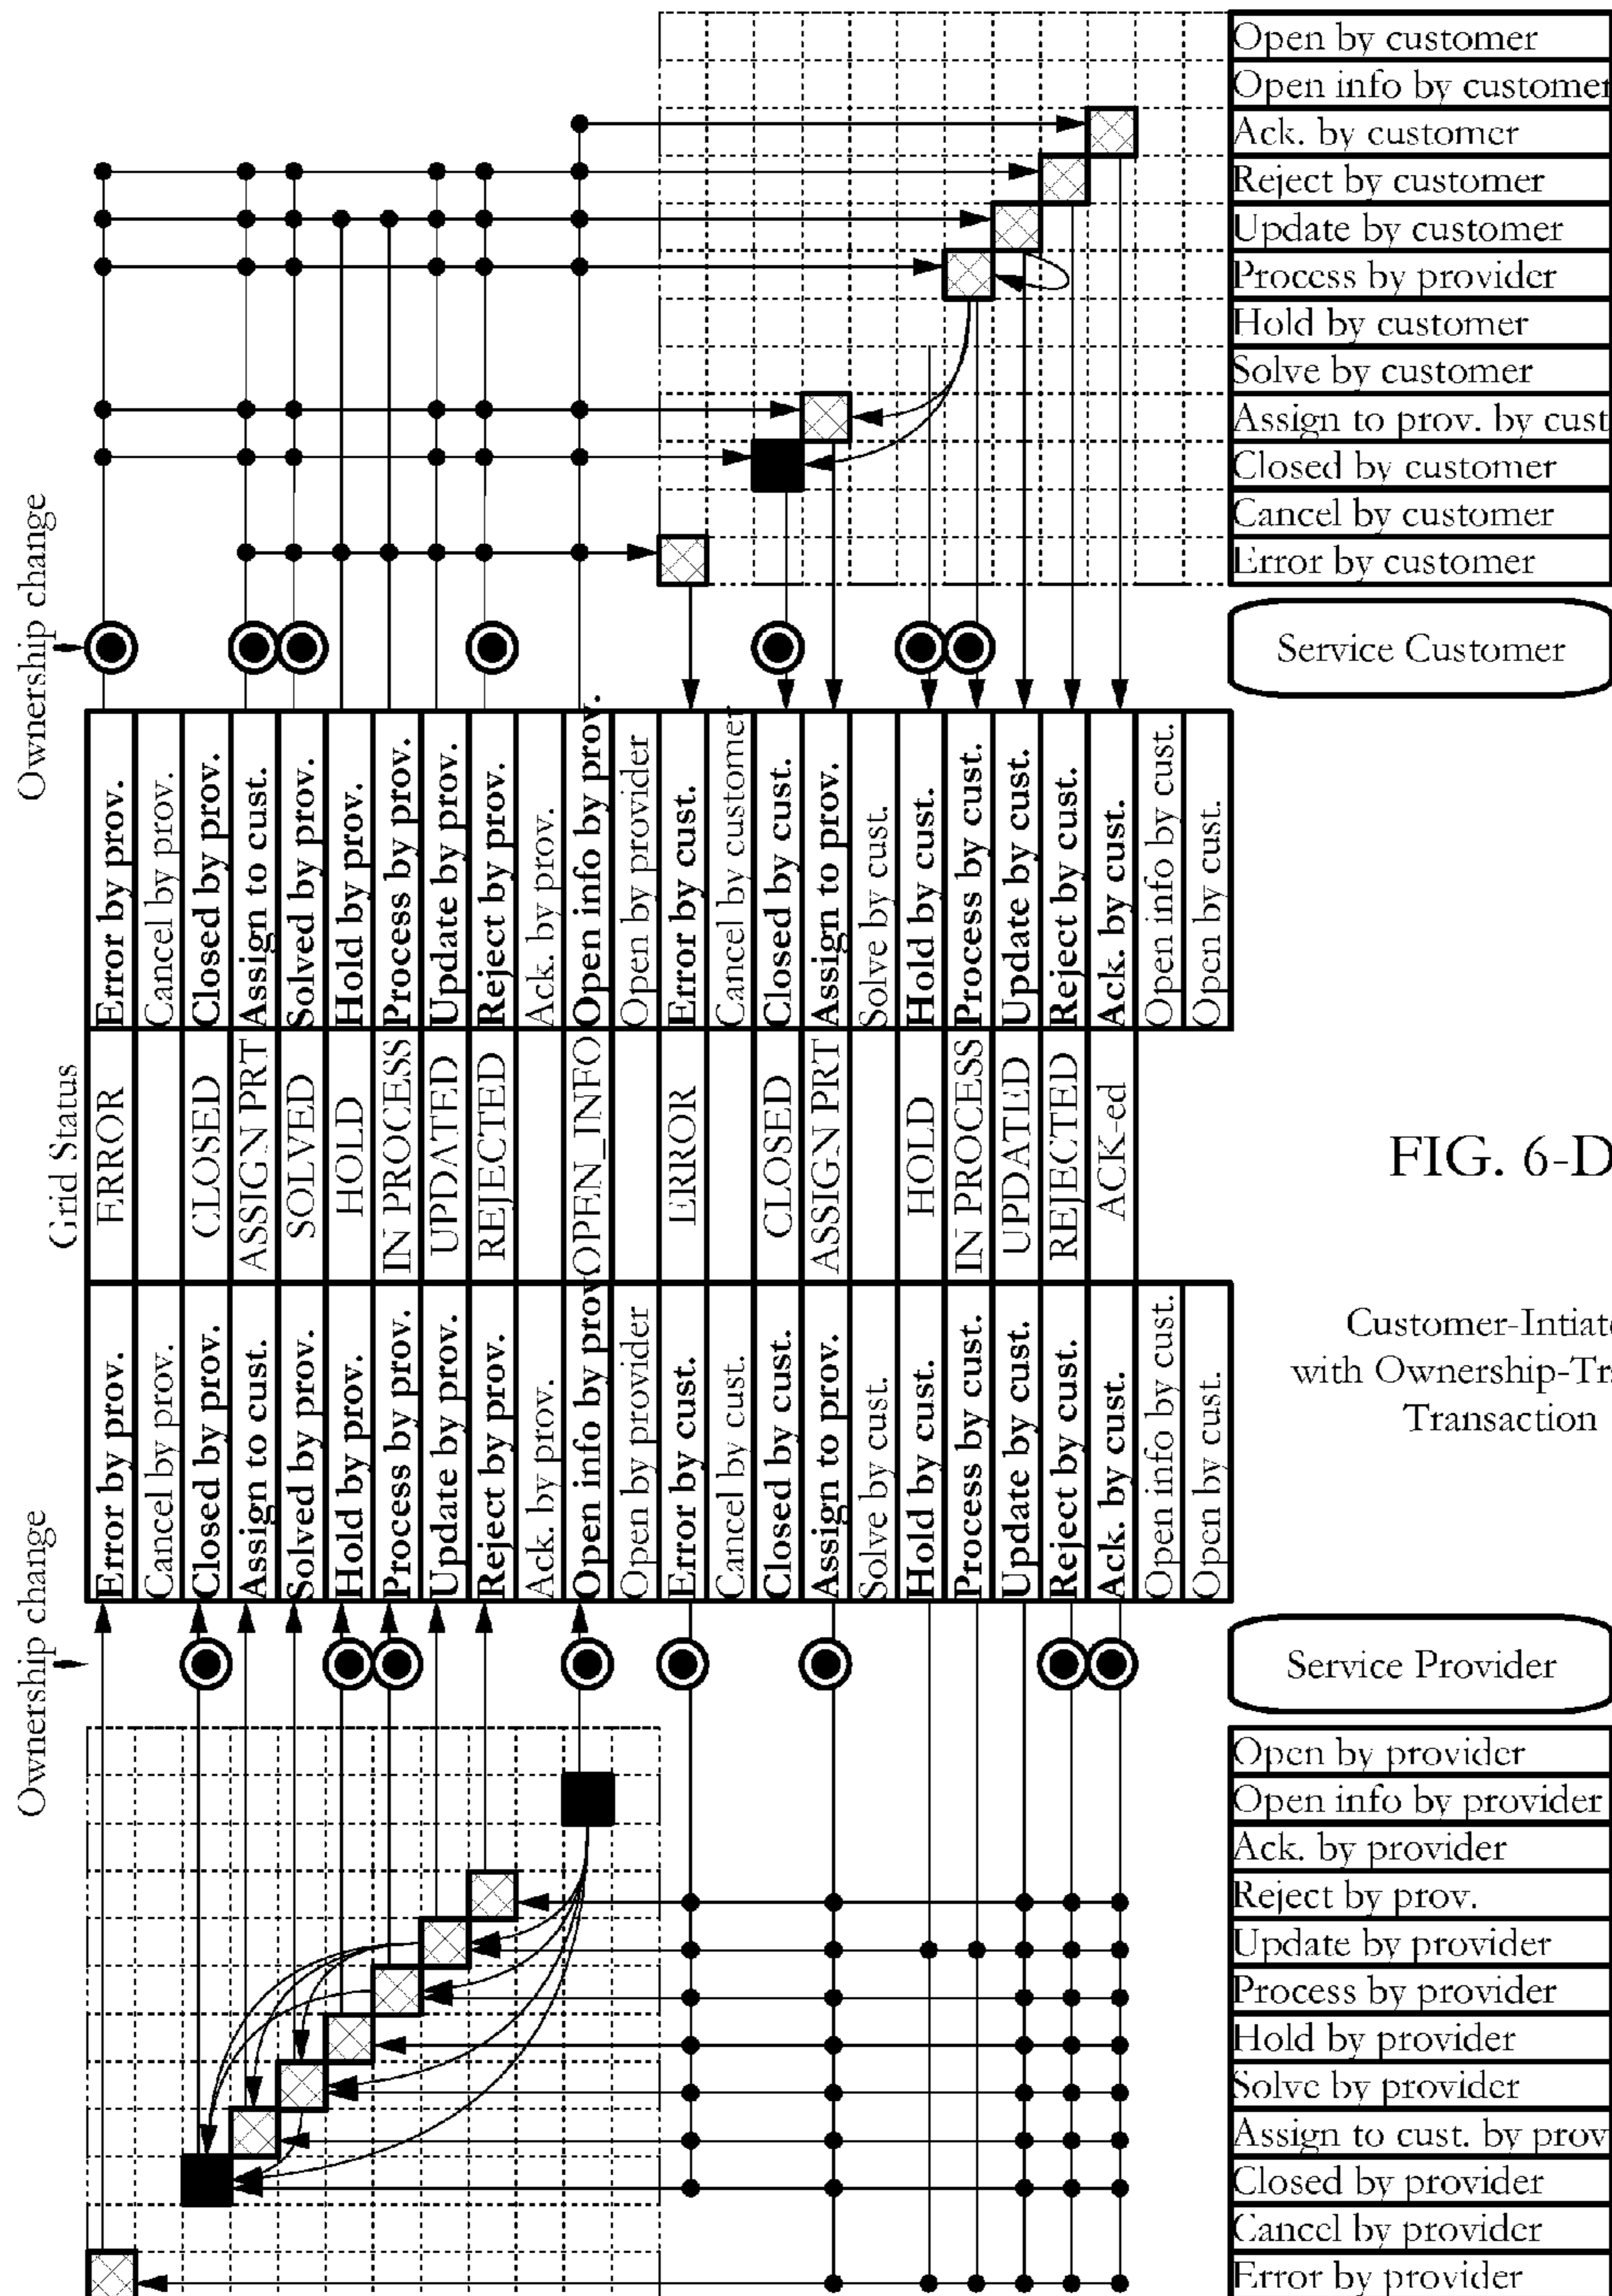 Open by customer
Open info by customer
Ack. by customer
Reject by customer
Update by customer
Process by provider
Hold by customer
Solve by customer
Assign to prov. by cust
Closed by customer
Cancel by customer
Error by customer
Ownership change
Service Customer
Error by prov.
Cancel by prov.
Closed by prov.
Assign to cust.
Solved by prov.
Hold by prov.
Process by prov.
Update by prov.
Reject by prov.
Ack. by prov.
Open info by prov.
Open by provider
Error by cust.
Cancel by customer
Closed by cust.
Assign to prov.
Solve by cust.
Hold by cust.
Process by cust.
Update by cust.
Reject by cust.
Ack. by cust.
Open info by cust.
Open by cust.
Grid Status
ERROR
CLOSED
ASSIGN PRT
SOLVED
HOLD
IN PROCESS
UPDATED
REJECTED
OPEN_INFO
ERROR
CLOSED
ASSIGN PRT
HOLD
IN PROCESS
UPDATED
REJECTED
ACK-ed
FIG. 6-D
Customer-Intiate
with Ownership-Tra
Transaction
Error by prov.
Cancel by prov.
Closed by prov.
Assign to cust.
Solved by prov.
Hold by prov.
Process by prov.
Update by prov.
Reject by prov.
Ack. by prov.
Open info by prov
Open by provider
Error by cust.
Cancel by cust.
Closed by cust.
Assign to prov.
Solve by cust.
Hold by cust.
Process by cust.
Update by cust.
Reject by cust.
Ack. by cust.
Open info by cust.
Open by cust.
Ownership change
Service Provider
Open by provider
Open info by provider
Ack. by provider
Reject by prov.
Update by provider
Process by provider
Hold by provider
Solve by provider
Assign to cust. by prov
Closed by provider
Cancel by provider
Error by provider